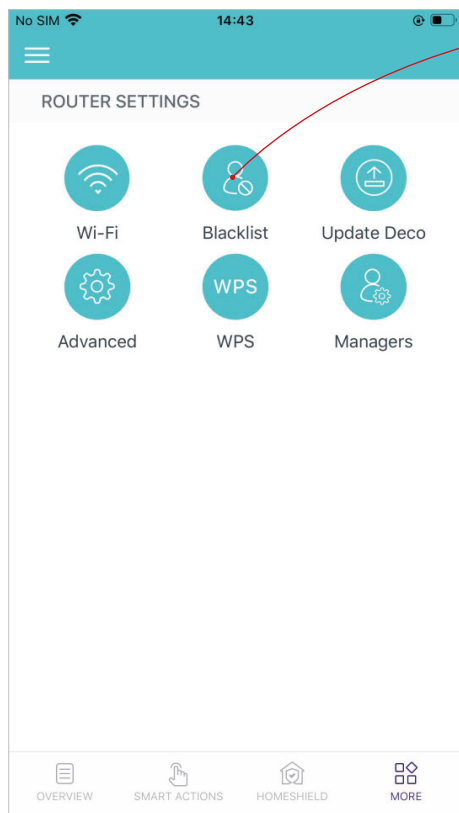 No SIM 14:43
ROUTER SETTINGS
Wi-Fi Blacklist Update Deco
WPS
Advanced WPS Managers
OVERVIEW SMART ACTIONS HOMESHIELD MORE